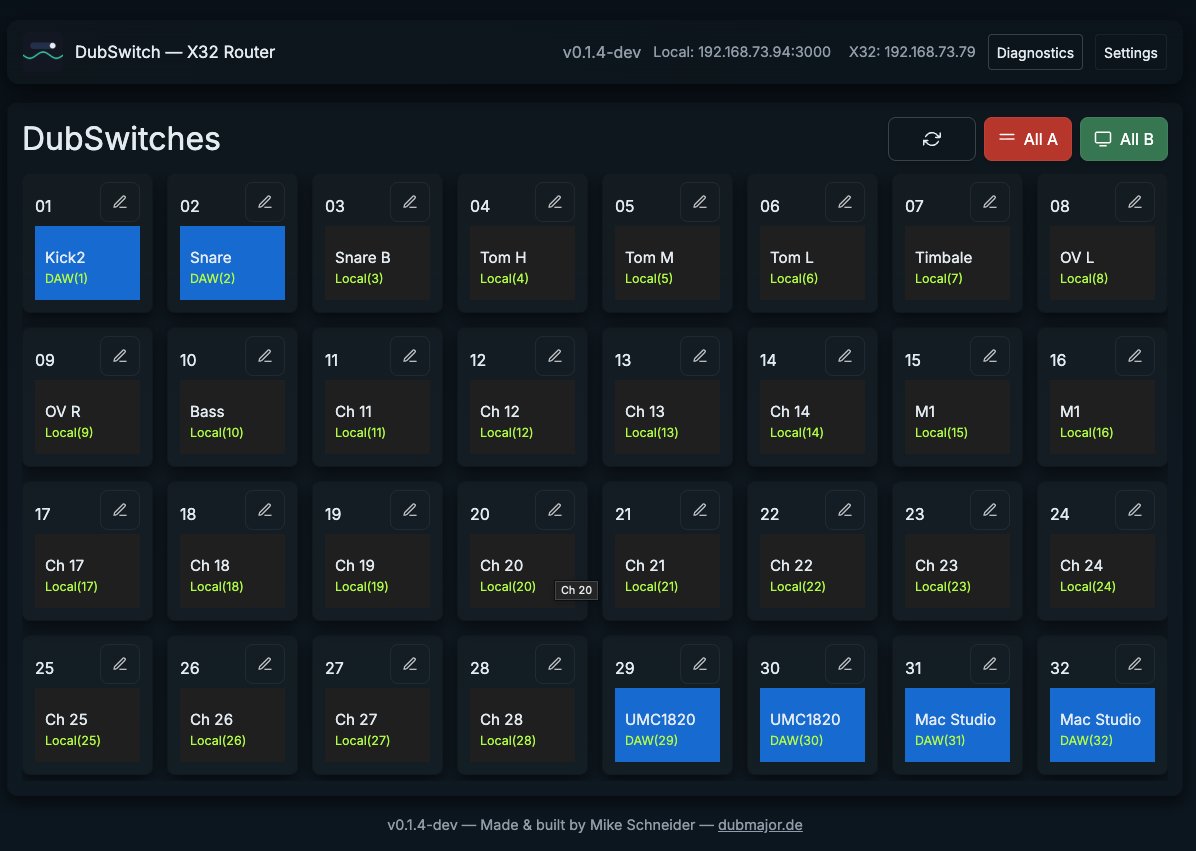 DubSwitch — X32 Router v0.1.4-dev Local: 192.168.73.94:3000 X32: 192.168.73.79 Diagnostics Settings
DubSwitches All A All B
01 02 03 04 05 06 07 08
Kick2 Snare Snare B Tom H Tom M Tom L Timbale OV L
DAW(1) DAW(2) Local(3) Local(4) Local(5) Local(6) Local(7) Local(8)
09 10 11 12 13 14 15 16
OV R Bass Ch 11 Ch 12 Ch 13 Ch 14 M1 M1
Local(9) Local(10) Local(11) Local(12) Local(13) Local(14) Local(15) Local(16)
17 18 19 20 21 22 23 24
Ch 17 Ch 18 Ch 19 Ch 20 Ch 21 Ch 22 Ch 23 Ch 24
Local(17) Local(18) Local(19) Local(20) Local(21) Local(22) Local(23) Local(24)
Ch 20
25 26 27 28 29 30 31 32
Ch 25 Ch 26 Ch 27 Ch 28 UMC1820 UMC1820 Mac Studio Mac Studio
Local(25) Local(26) Local(27) Local(28) DAW(29) DAW(30) DAW(31) DAW(32)
v0.1.4-dev — Made & built by Mike Schneider — dubmajor.de